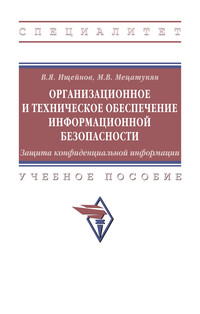 СПЕЦИАЛИТЕТ
В.Я. Ищейнов, М.В. Мецатунян
ОРГАНИЗАЦИОННОЕ
И ТЕХНИЧЕСКОЕ ОБЕСПЕЧЕНИЕ
ИНФОРМАЦИОННОЙ
БЕЗОПАСНОСТИ
Защита конфиденциальной информации
УЧЕБНОЕ ПОСОБИЕ